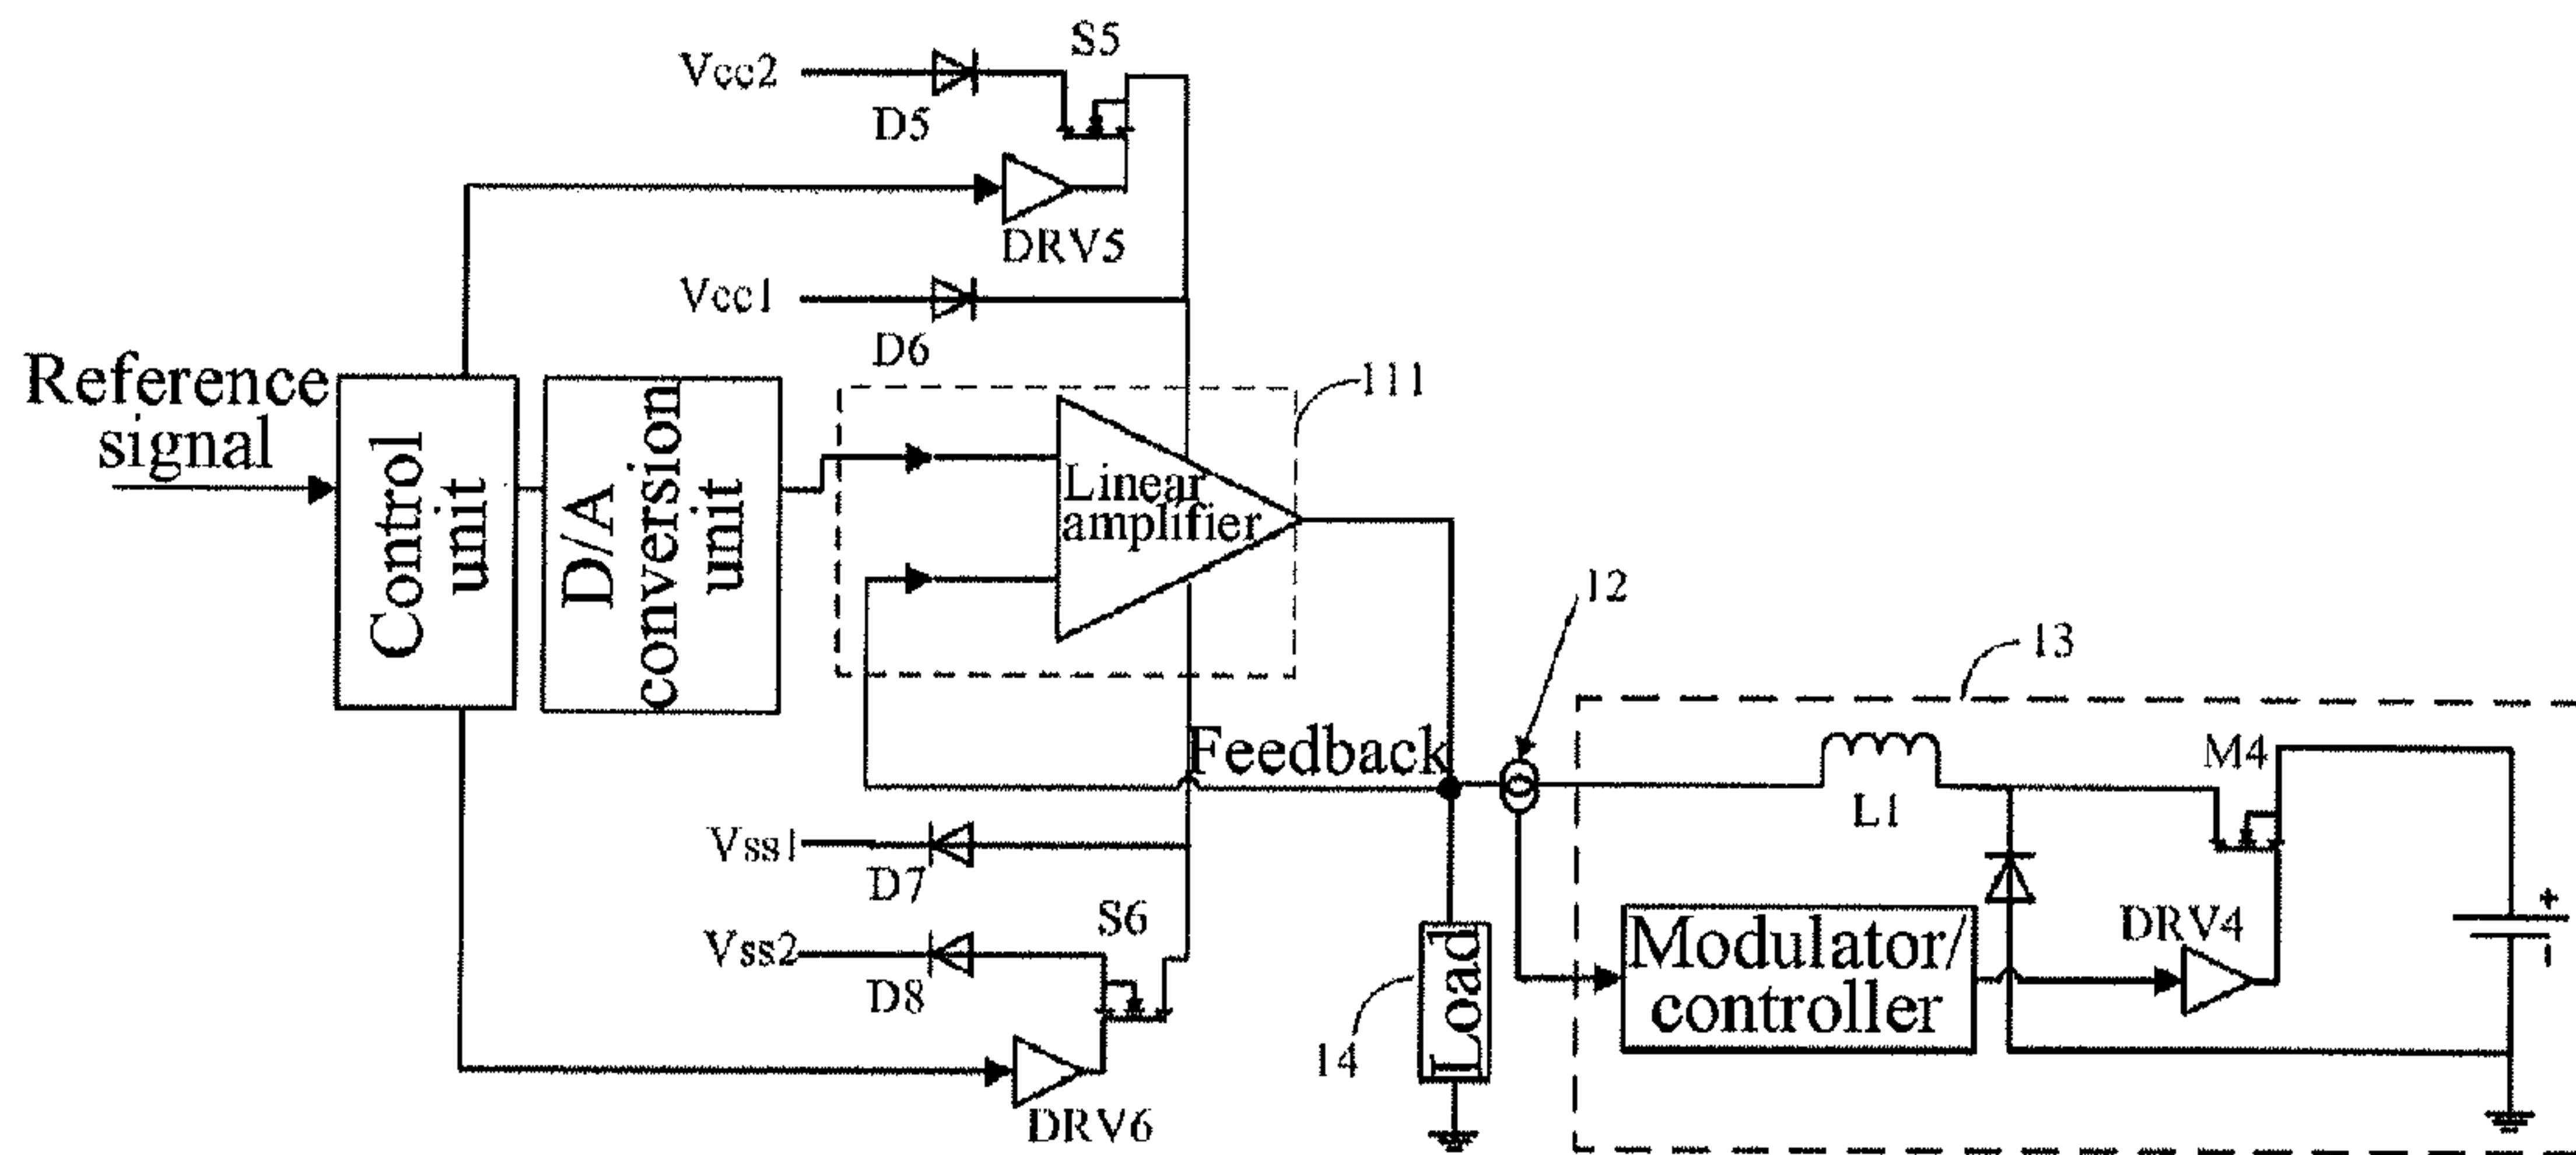 S5
Vcc2
D5
DRV5
Vcc1
D6
Reference
signal
Control
unit
D/A
conversion
unit
111
Linear
amplifier
12
13
Feedback
M4
L1
Vss1
D7
S6
Vss2
D8
DRV4
+
-
Modulator/
controller
Load
14
DRV6